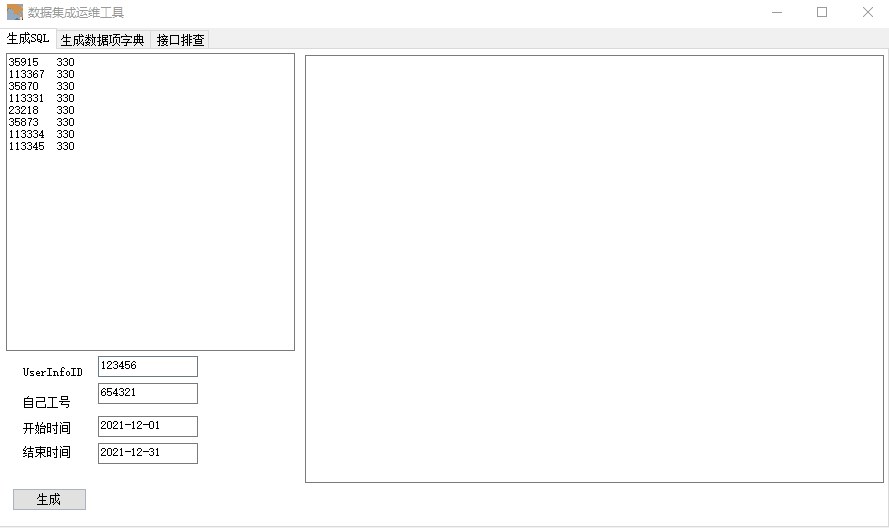 数据集成运维工具
生成SQL 生成数据项字典 接口排查
35915 330
113367 330
35870 330
113331 330
23218 330
35873 330
113334 330
113345 330
UserInfoID 123456
自己工号 654321
开始时间 2021-12-01
结束时间 2021-12-31
生成